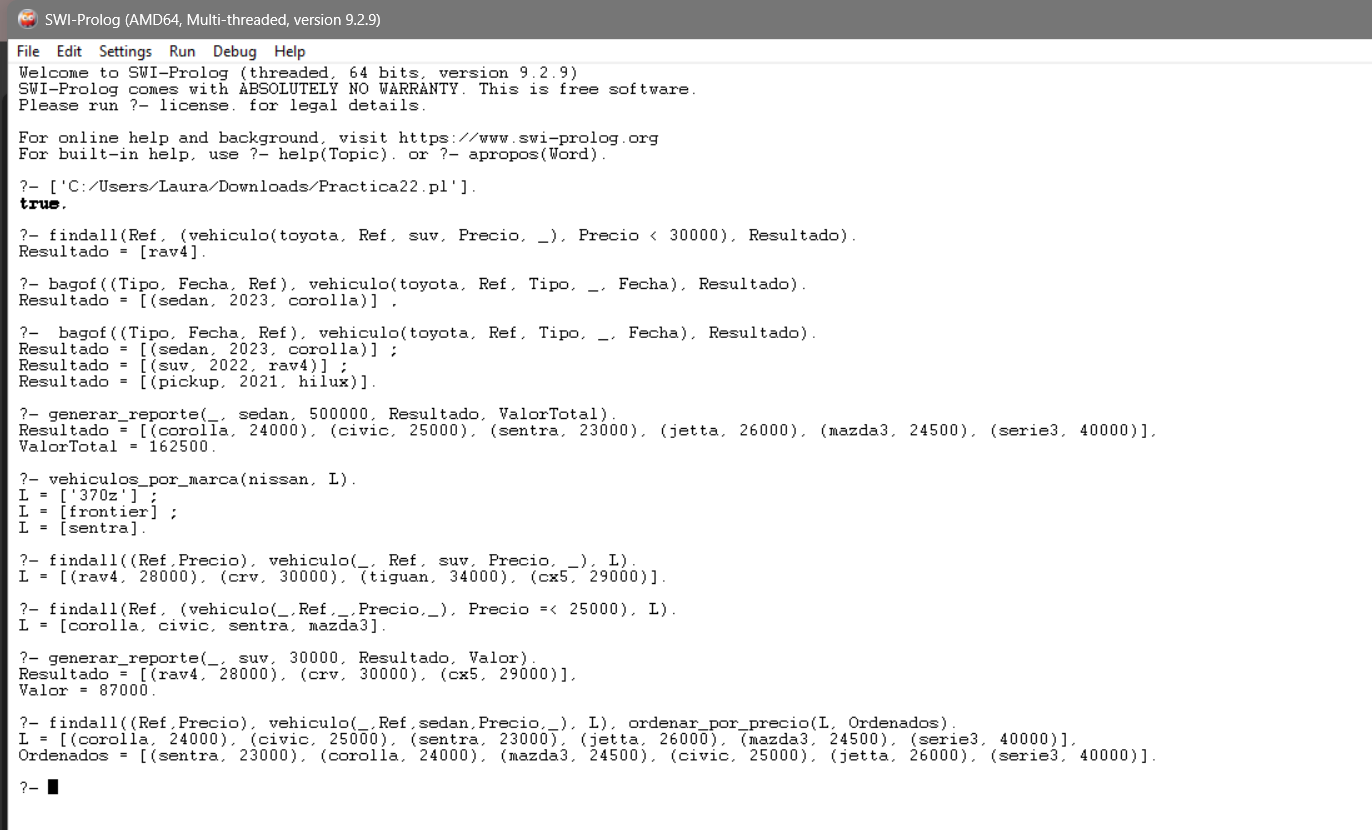 SWI-Prolog (AMD64, Multi-threaded, version 9.2.9)
File Edit Settings Run Debug Help
Welcome to SWI-Prolog (threaded, 64 bits, version 9.2.9)
SWI-Prolog comes with ABSOLUTELY NO WARRANTY. This is free software.
Please run ?- license. for legal details.
For online help and background, visit https://www.swi-prolog.org
For built-in help, use ?- help(Topic). or ?- apropos(Word).
?- ['C:/Users/Laura/Downloads/Practica22.pl'].
true.
?- findall(Ref, (vehiculo(toyota, Ref, suv, Precio, _), Precio < 30000), Resultado).
Resultado = [rav4].
?- bagof((Tipo, Fecha, Ref), vehiculo(toyota, Ref, Tipo, _, Fecha), Resultado).
Resultado = [(sedan, 2023, corolla)] .
?-  bagof((Tipo, Fecha, Ref), vehiculo(toyota, Ref, Tipo, _, Fecha), Resultado).
Resultado = [(sedan, 2023, corolla)] ;
Resultado = [(suv, 2022, rav4)] ;
Resultado = [(pickup, 2021, hilux)].
?- generar_reporte(_, sedan, 500000, Resultado, ValorTotal).
Resultado = [(corolla, 24000), (civic, 25000), (sentra, 23000), (jetta, 26000), (mazda3, 24500), (serie3, 40000)],
ValorTotal = 162500.
?- vehiculos_por_marca(nissan, L).
L = ['370z'] ;
L = [frontier] ;
L = [sentra].
?- findall((Ref,Precio), vehiculo(_, Ref, suv, Precio, _), L).
L = [(rav4, 28000), (crv, 30000), (tiguan, 34000), (cx5, 29000)].
?- findall(Ref, (vehiculo(_,Ref,_,Precio,_), Precio =< 25000), L).
L = [corolla, civic, sentra, mazda3].
?- generar_reporte(_, suv, 30000, Resultado, Valor).
Resultado = [(rav4, 28000), (crv, 30000), (cx5, 29000)],
Valor = 87000.
?- findall((Ref,Precio), vehiculo(_,Ref,sedan,Precio,_), L), ordenar_por_precio(L, Ordenados).
L = [(corolla, 24000), (civic, 25000), (sentra, 23000), (jetta, 26000), (mazda3, 24500), (serie3, 40000)],
Ordenados = [(sentra, 23000), (corolla, 24000), (mazda3, 24500), (civic, 25000), (jetta, 26000), (serie3, 40000)].
?-